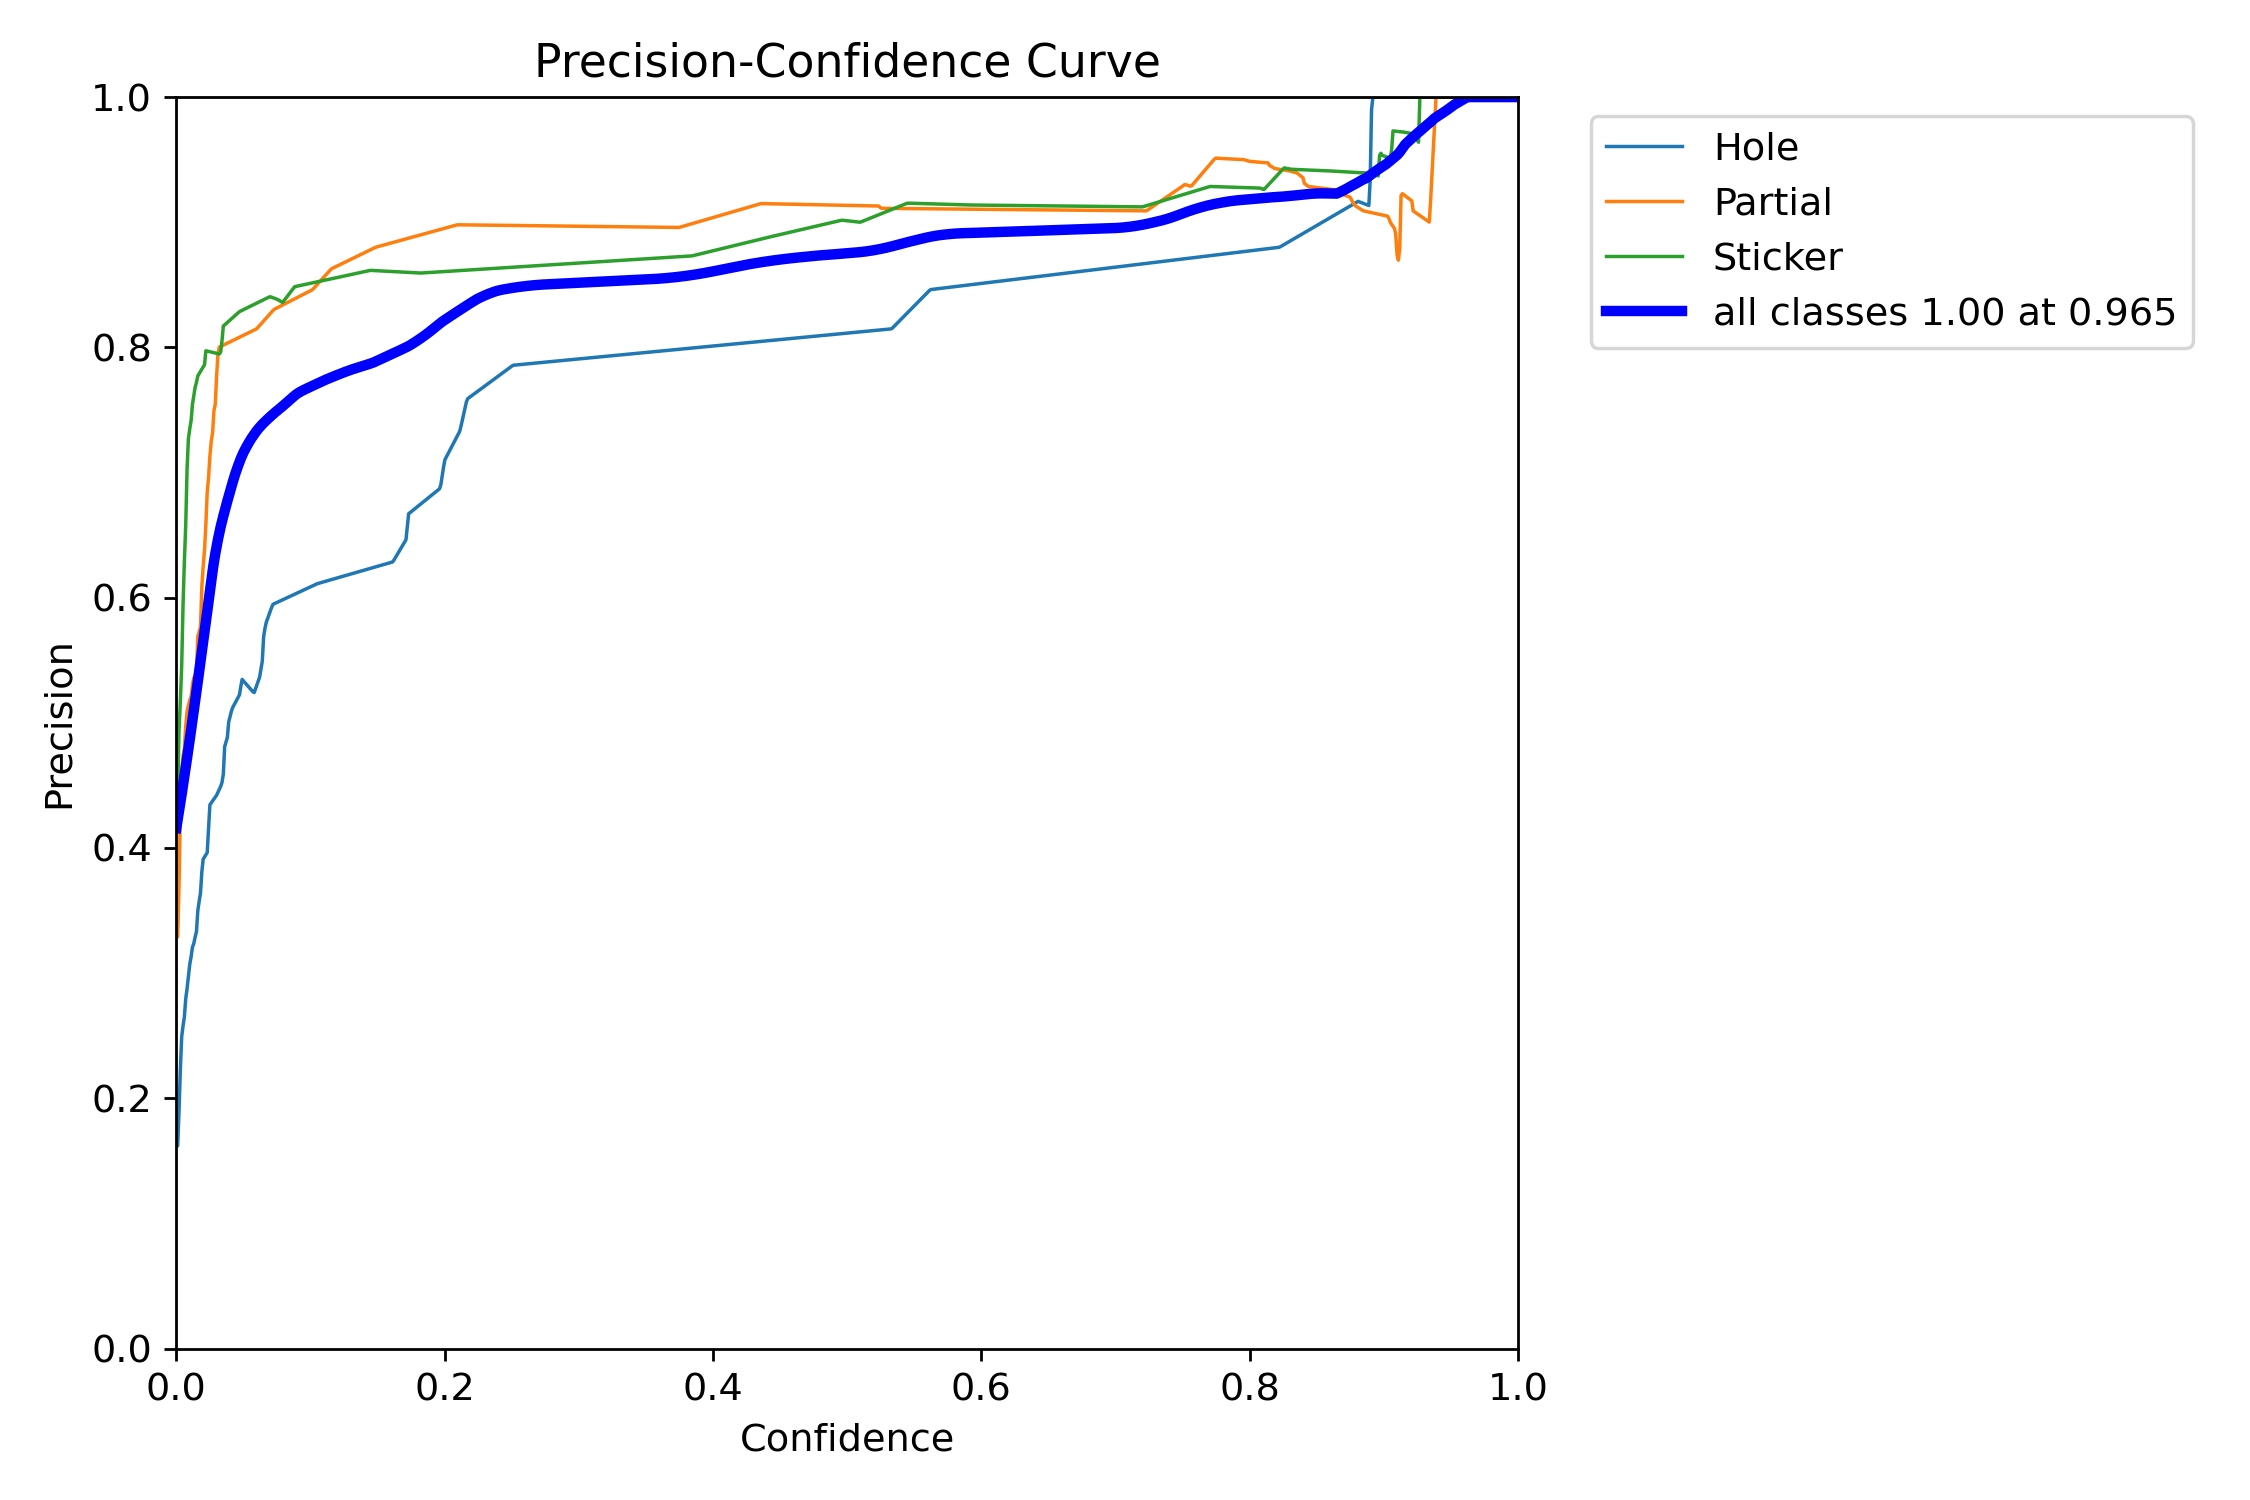 Precision-Confidence Curve
1.0
0.8
0.6
0.4
0.2
0.0
Precision
0.0 0.2 0.4 0.6 0.8 1.0
Confidence
Hole
Partial
Sticker
all classes 1.00 at 0.965